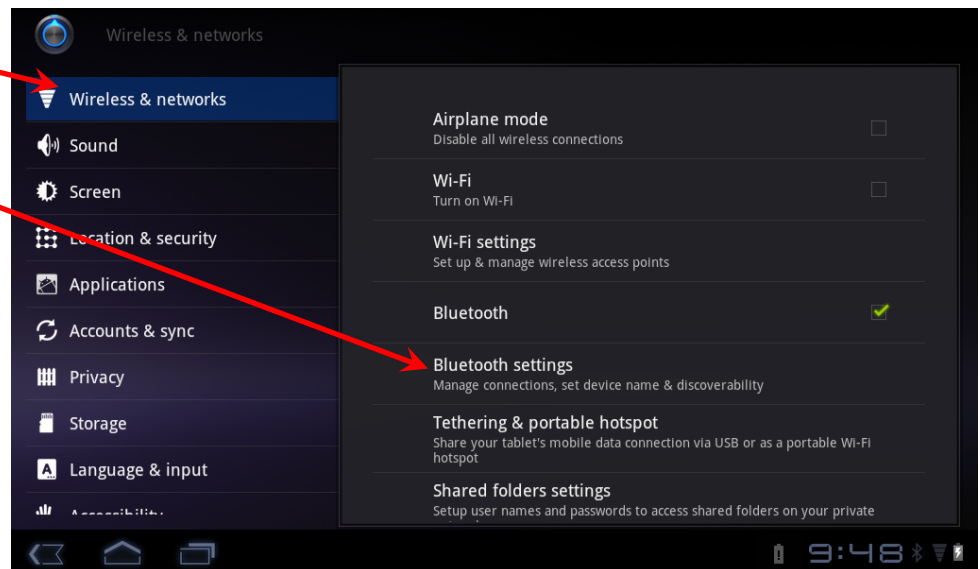 Wireless & networks
Wireless & networks
Sound
Screen
Location & security
Applications
Accounts & sync
Privacy
Storage
Language & input
Accessibility
Airplane mode
Disable all wireless connections
Wi-Fi
Turn on Wi-Fi
Wi-Fi settings
Set up & manage wireless access points
Bluetooth
Bluetooth settings
Manage connections, set device name & discoverability
Tethering & portable hotspot
Share your tablet's mobile data connection via USB or as a portable Wi-Fi
hotspot
Shared folders settings
Setup user names and passwords to access shared folders on your private
9:48